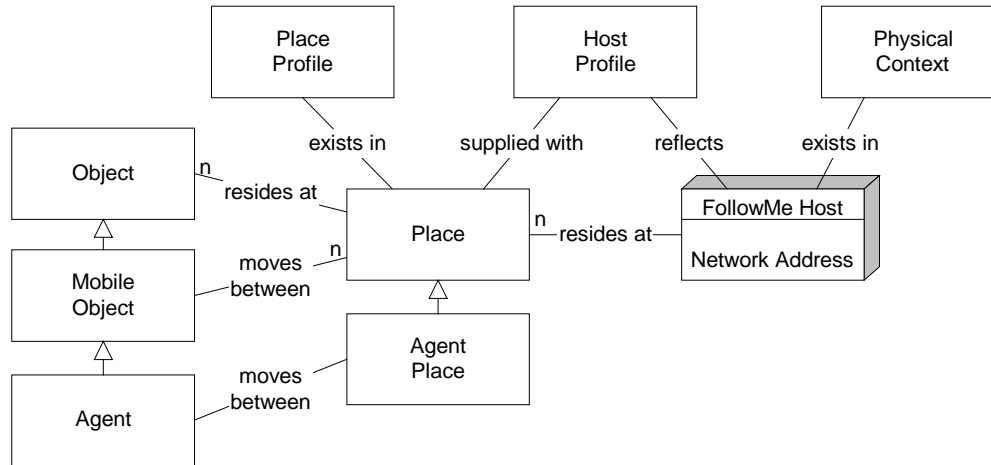 Place
Profile
Host
Profile
Physical
Context
exists in
supplied with
reflects
exists in
Object
n
resides at
Place
n
resides at
FollowMe Host
Network Address
Mobile
Object
moves
between
n
Agent
Place
Agent
moves
between